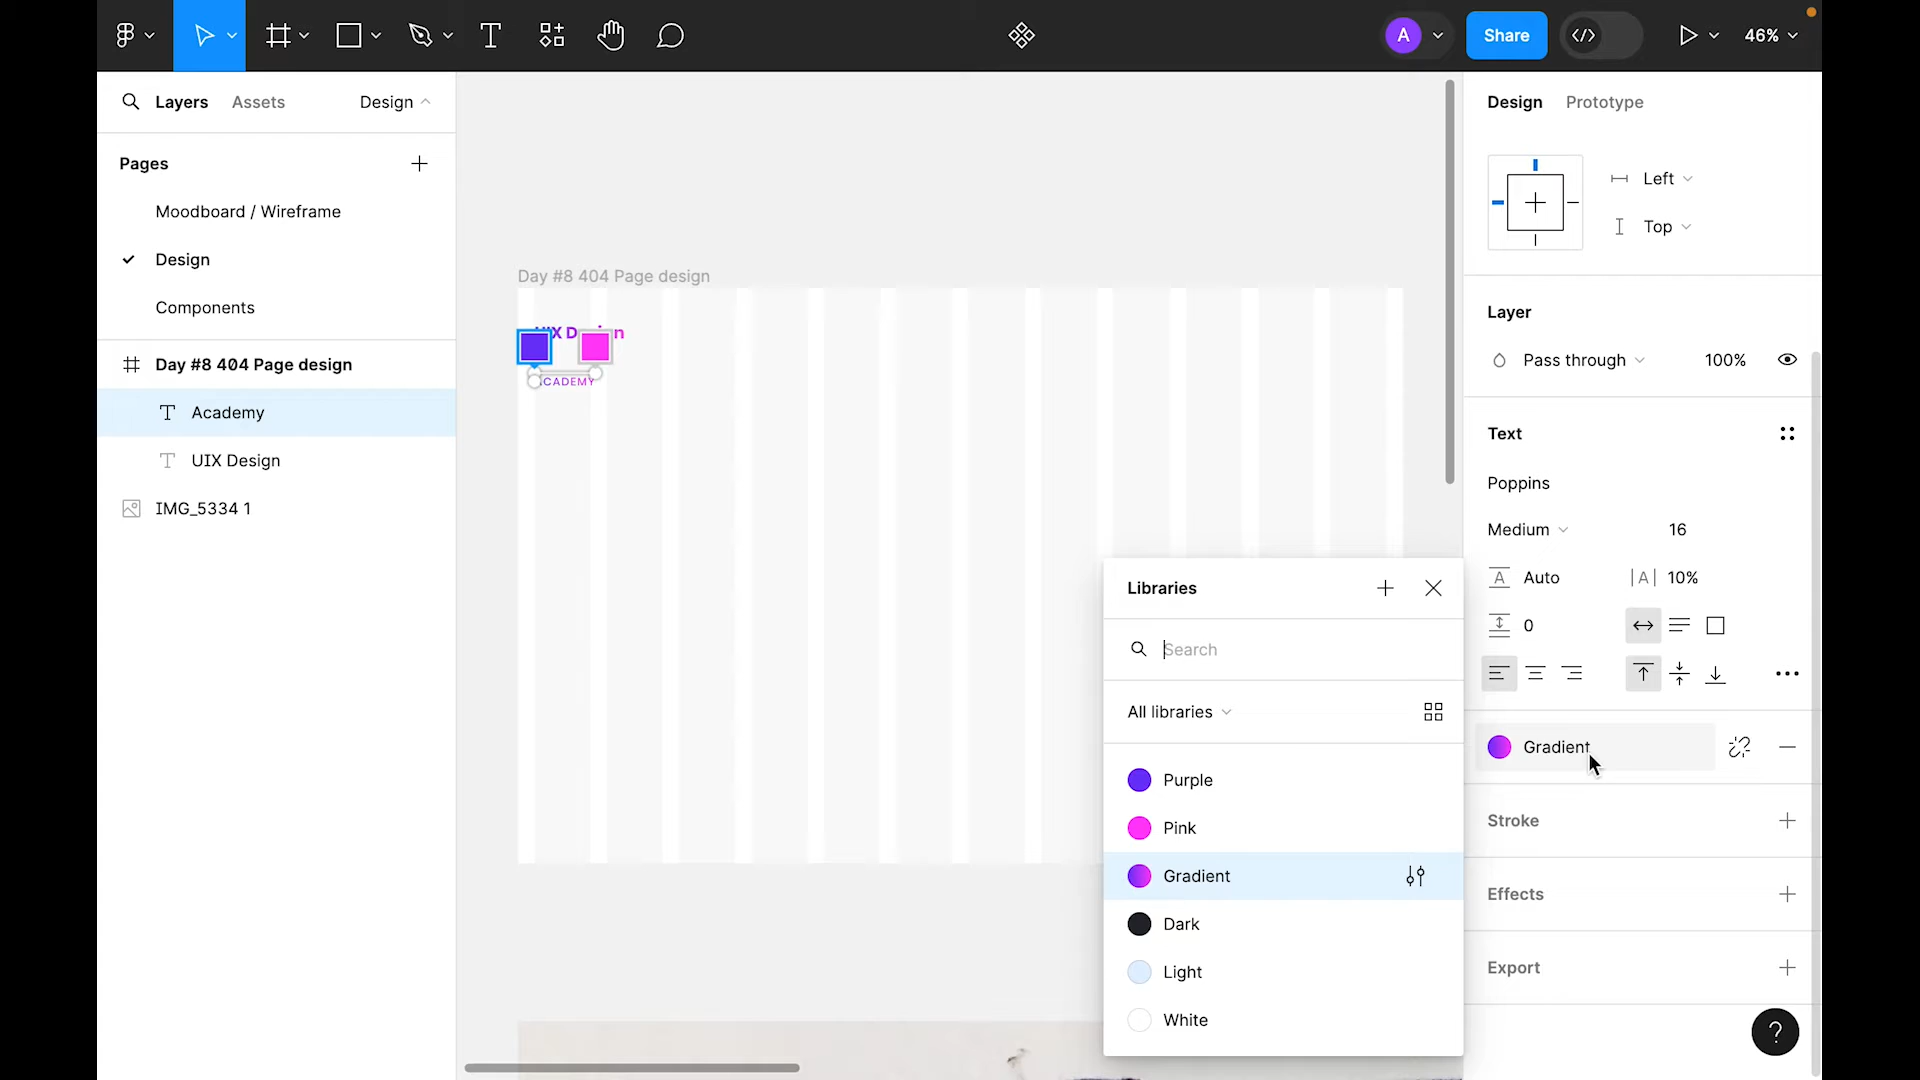 A
Share
46%
Layers
Assets
Design
Pages
Moodboard / Wireframe
Design
Components
Day #8 404 Page design
Academy
UIX Design
IMG_5334 1
Day #8 404 Page design
ACADEMY
Libraries
Search
All libraries
Purple
Pink
Gradient
Dark
Light
White
Design
Prototype
Left
Top
Layer
Pass through
100%
Text
Poppins
Medium
16
Auto
10%
0
Gradient
Stroke
Effects
Export
?